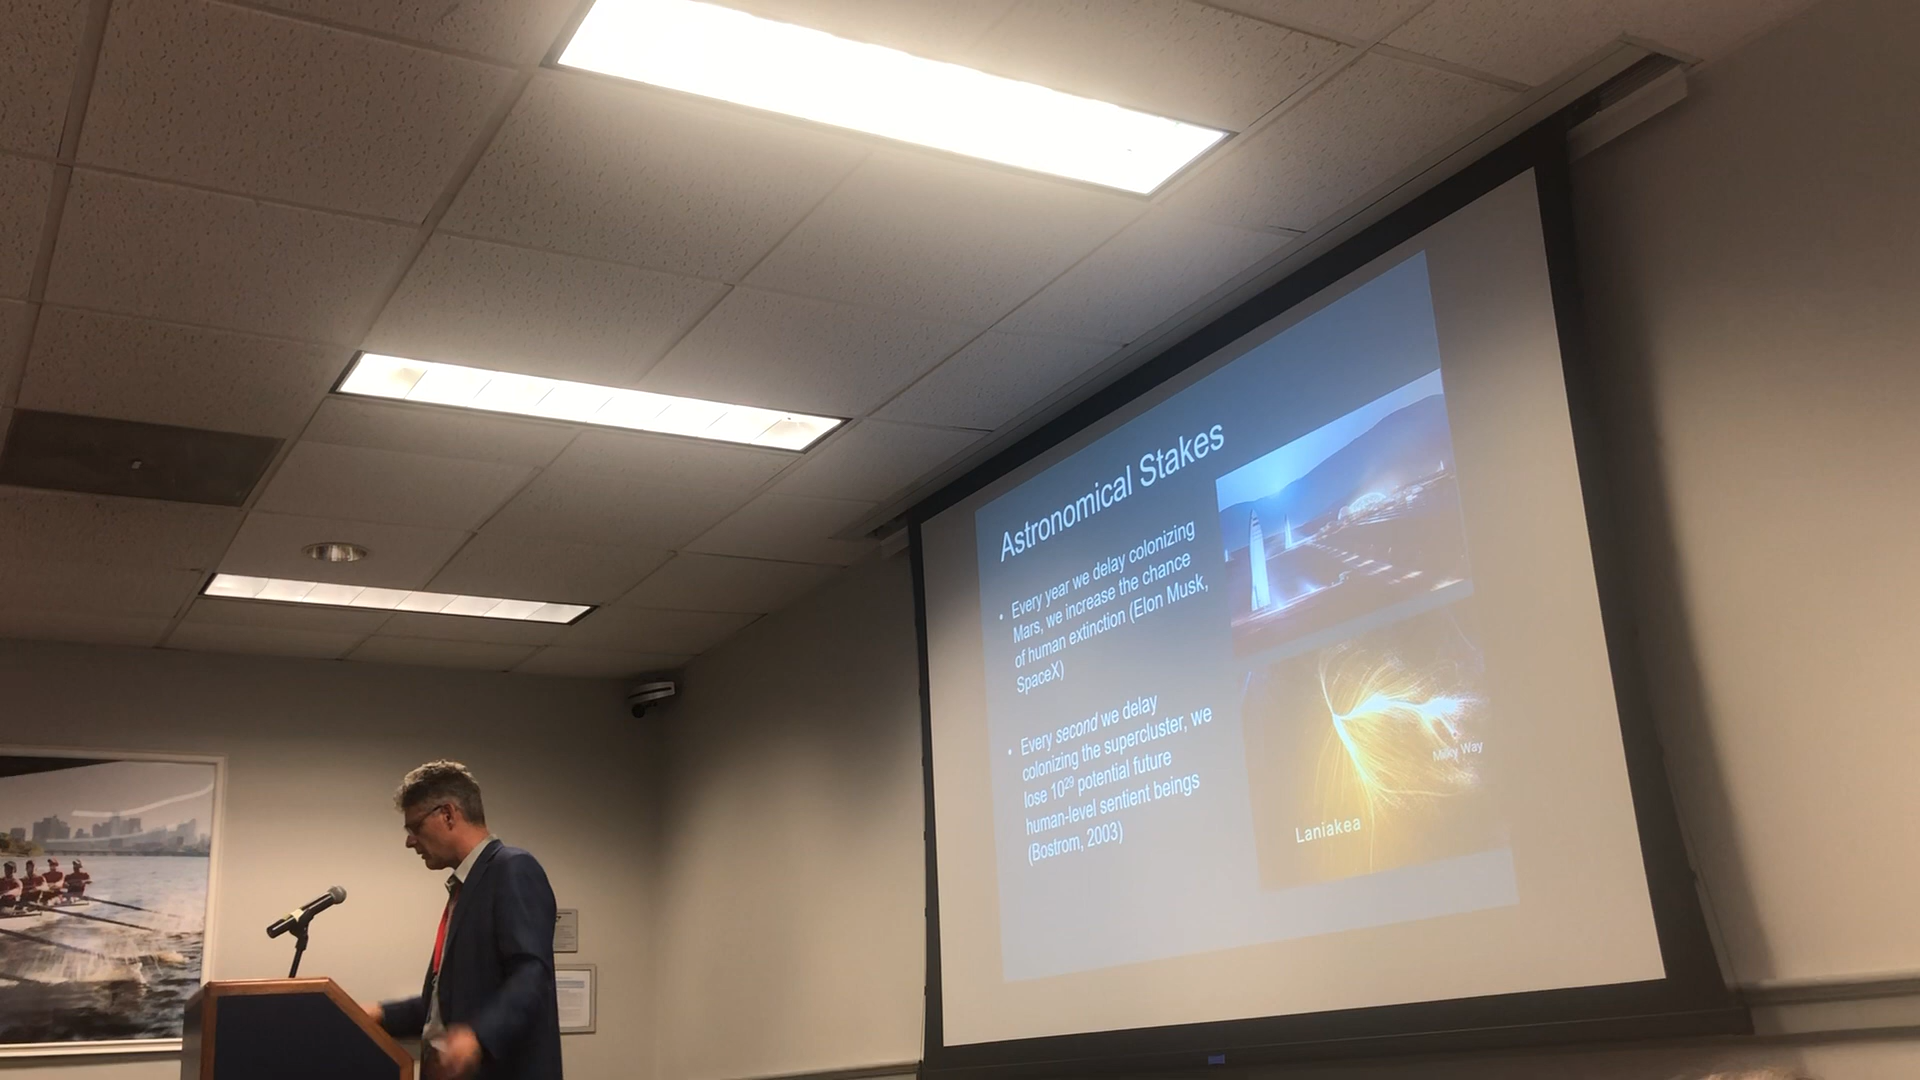 Astronomical Stakes
• Every year we delay colonizing
Mars, we increase the chance
of human extinction (Elon Musk,
SpaceX)
• Every second we delay
colonizing the supercluster, we
lose 10²⁹ potential future
human-level sentient beings
(Bostrom, 2003)
Milky Way
Laniakea